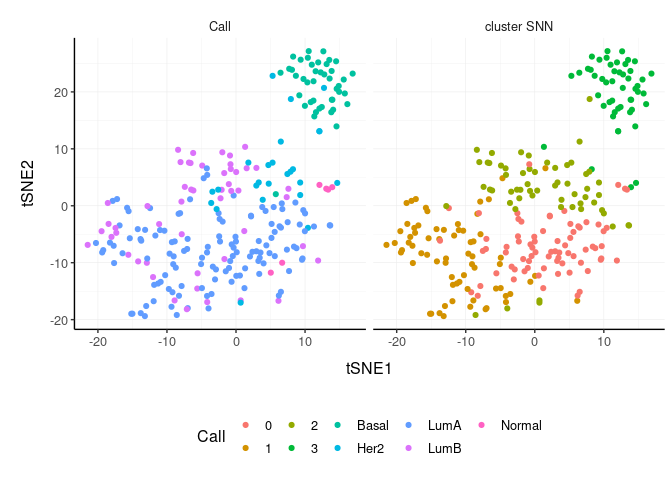 Call cluster SNN
20
10
0
-10
-20
tSNE2
-20 -10 0 10 -20 -10 0 10
tSNE1
Call 0 2 Basal LumA Normal
1 3 Her2 LumB